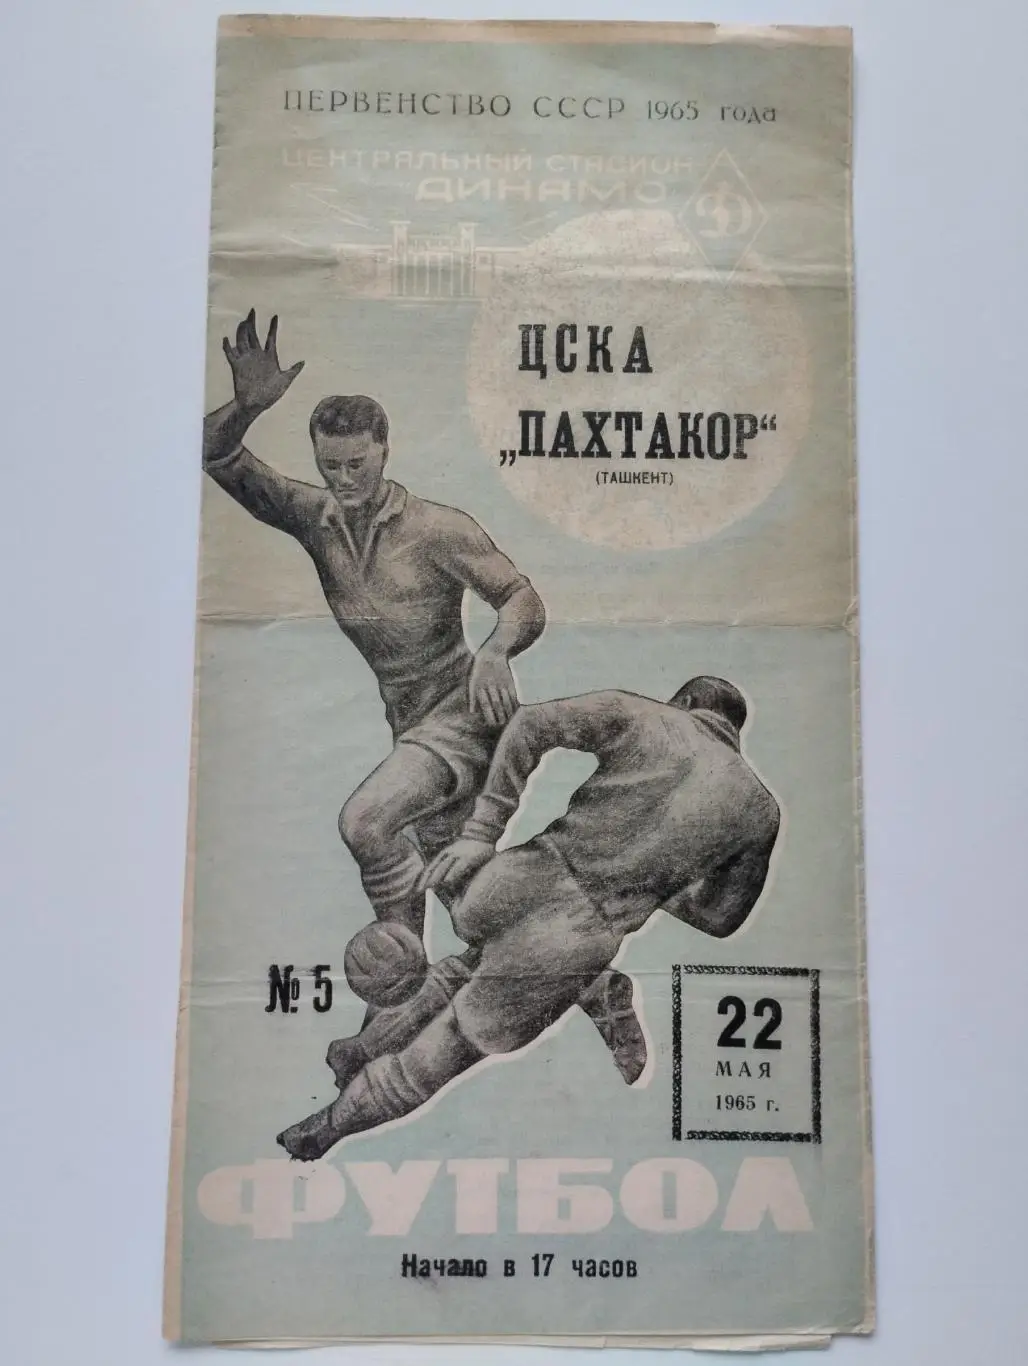 ПЕРВЕНСТВО СССР 1965 года
ЦЕНТРАЛЬНЫЙ СТАДИОН
ДИНАМО
Д
ЦСКА
„ПАХТАКОР“
(ТАШКЕНТ)
№ 5
22
МАЯ
1965 г.
ФУТБОЛ
Начало в 17 часов